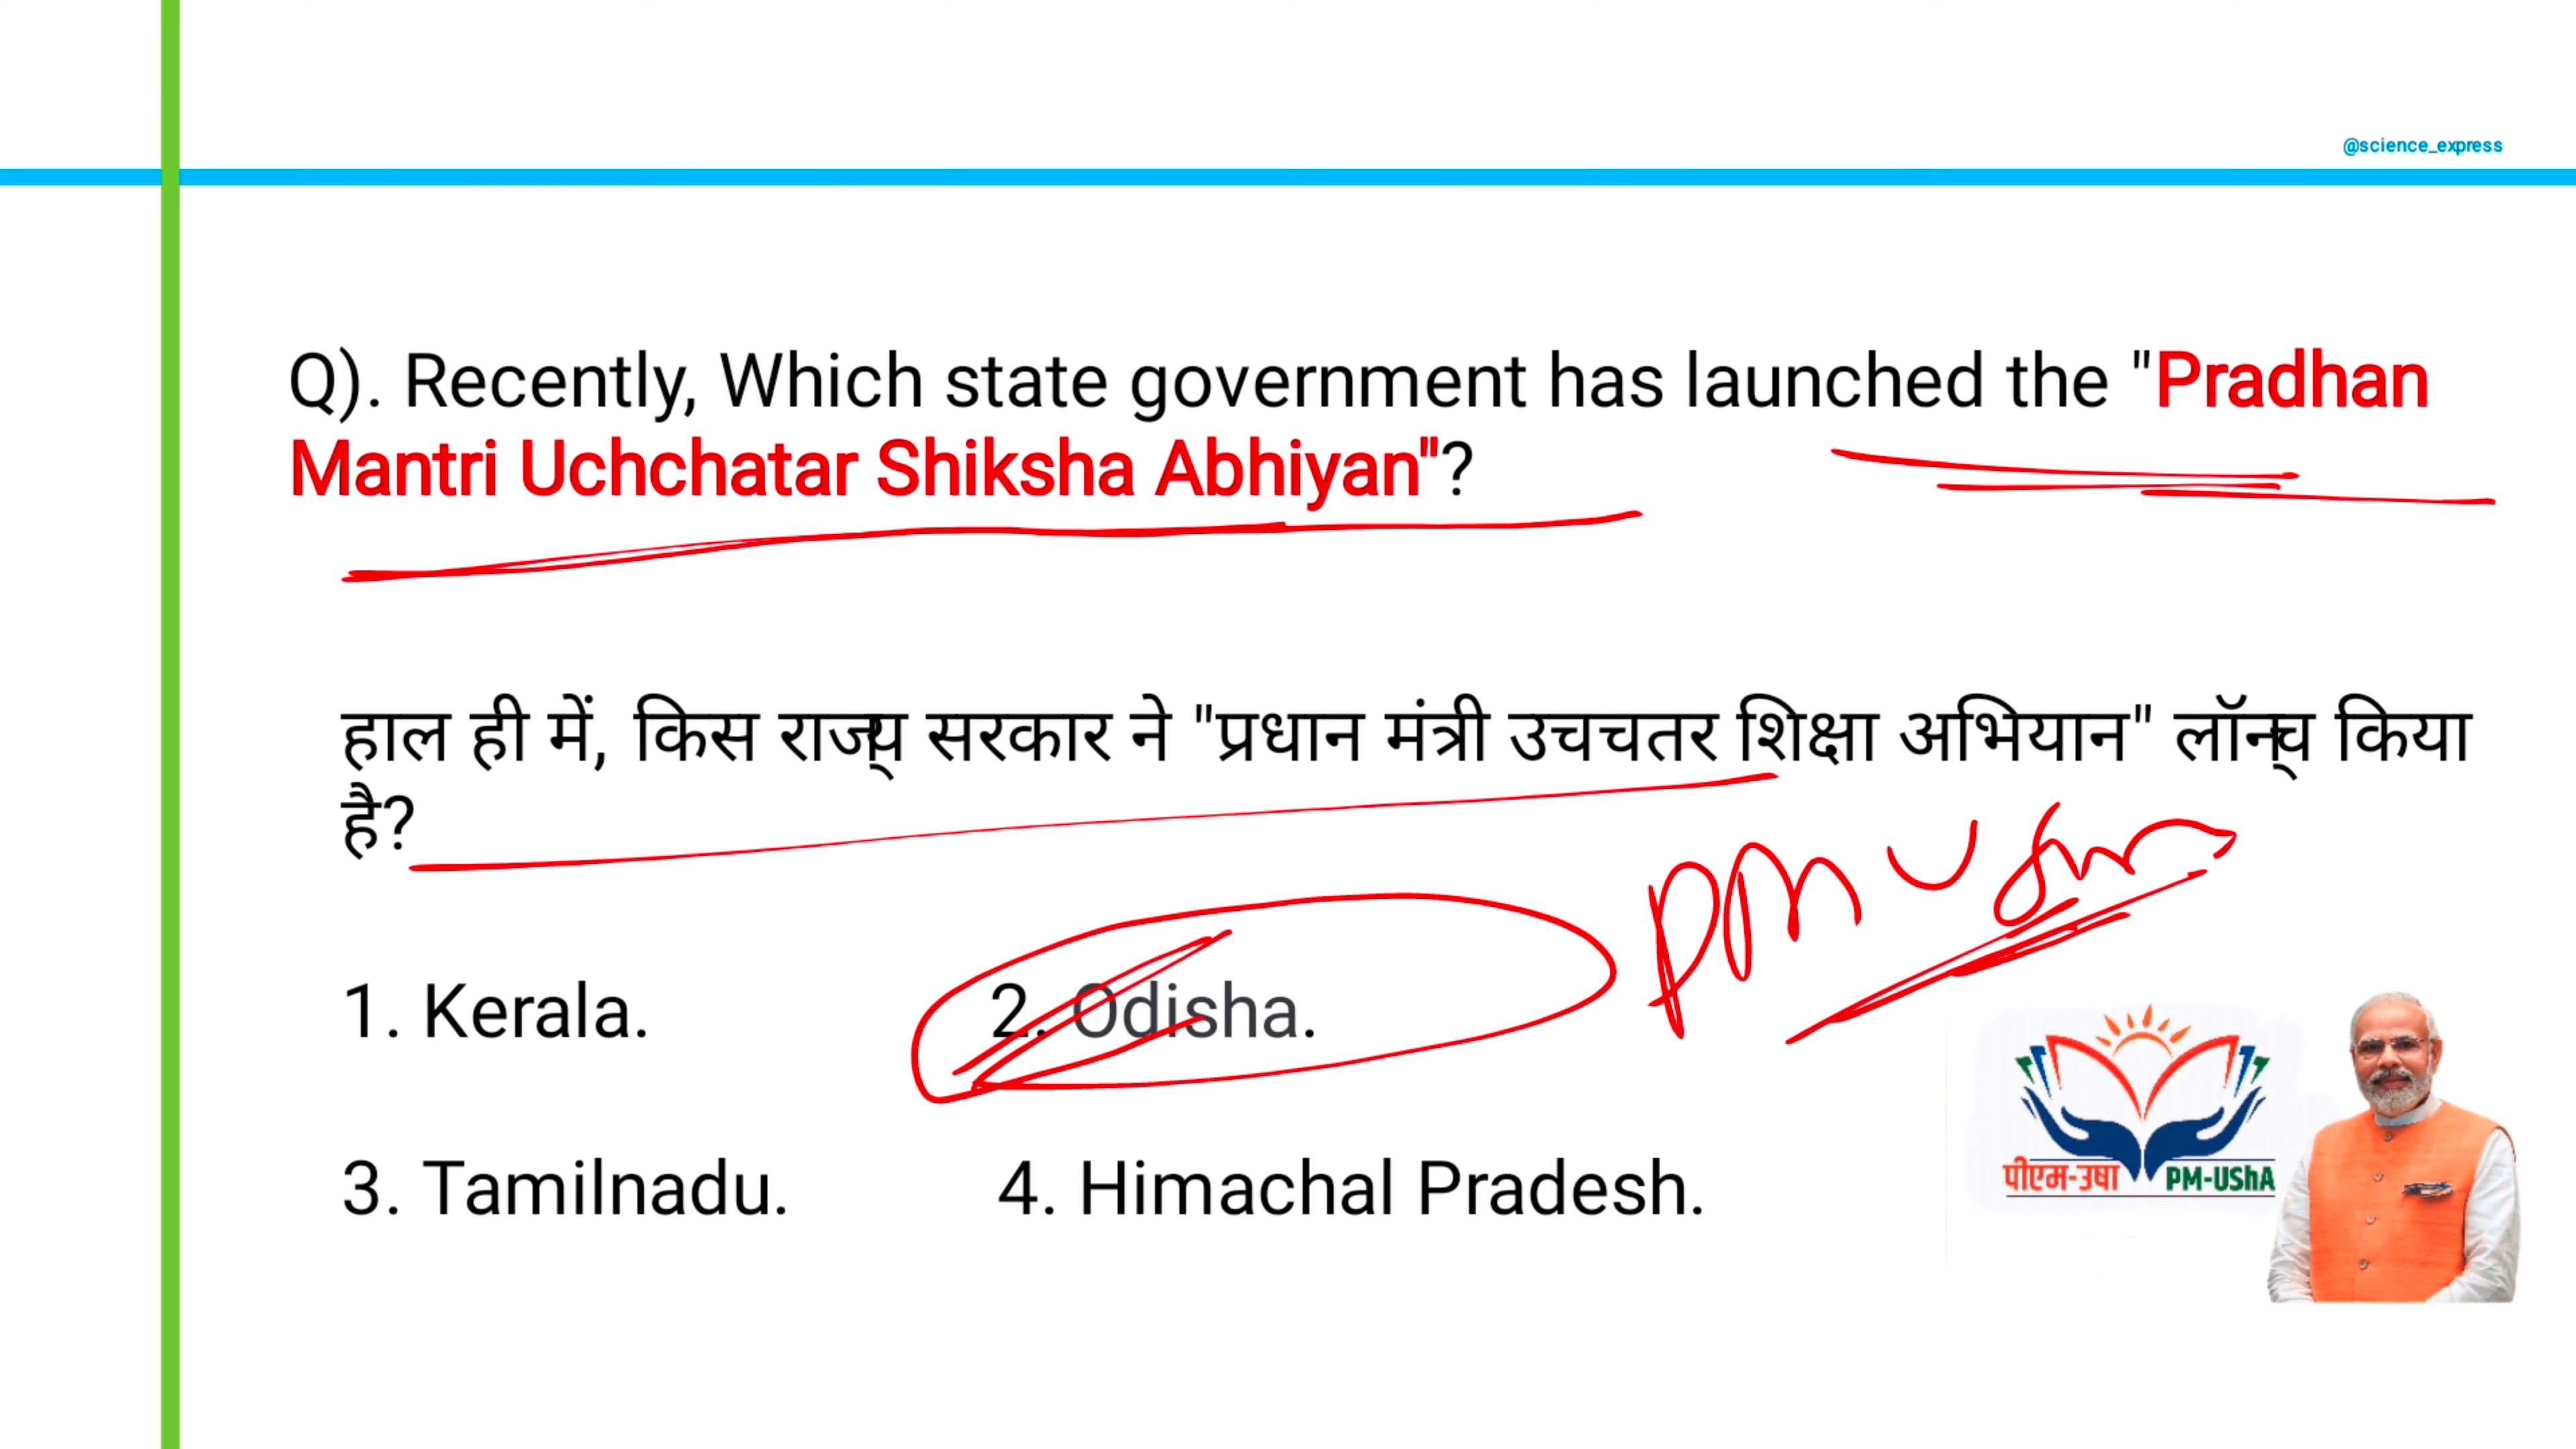 @science_express
Q). Recently, Which state government has launched the "Pradhan
Mantri Uchchatar Shiksha Abhiyan"?
हाल ही में, किस राज्य सरकार ने "प्रधान मंत्री उचचतर शिक्षा अभियान" लॉन्च किया
है?
PM Usha
1. Kerala. 2. Odisha.
3. Tamilnadu. 4. Himachal Pradesh.
पीएम-उषा PM-UShA